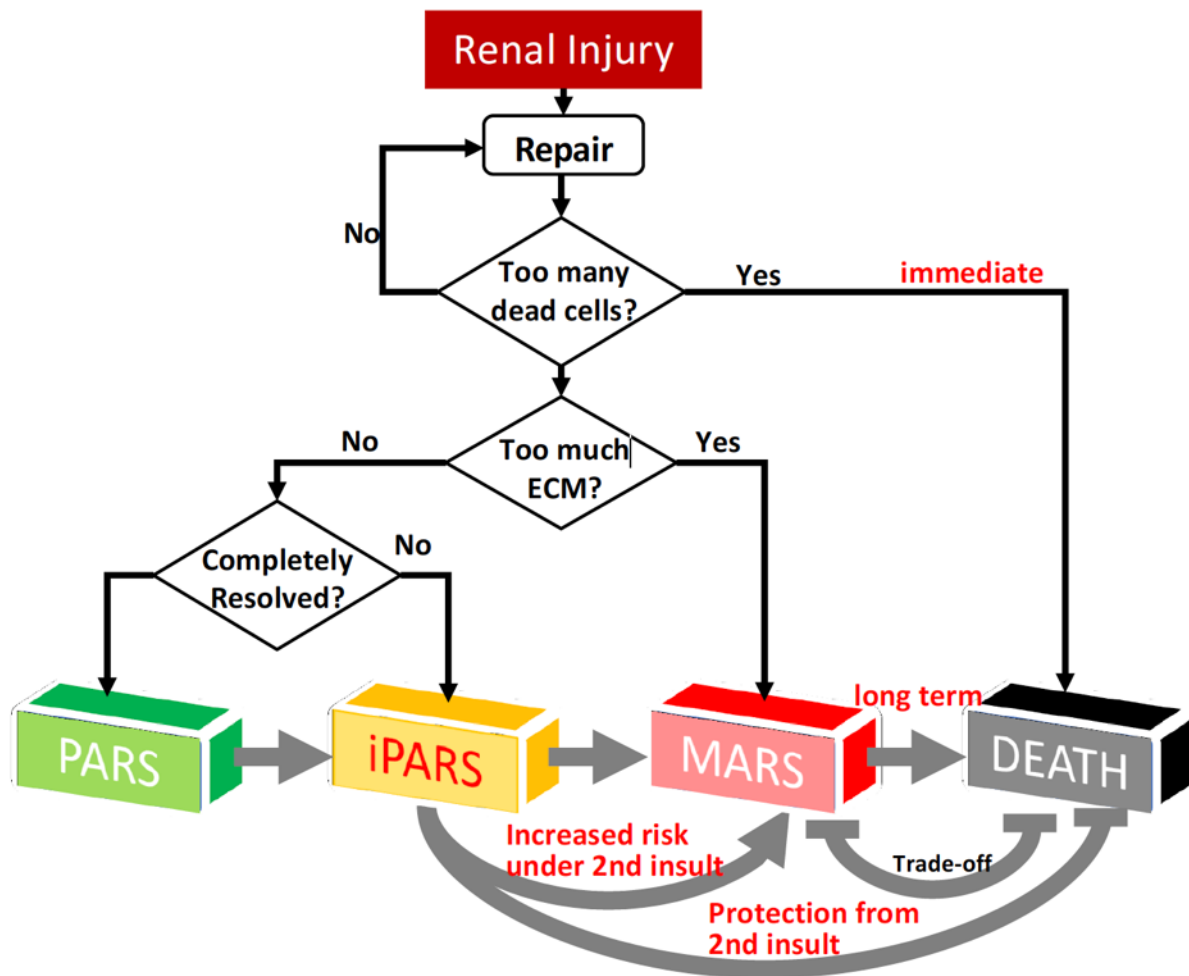 Renal Injury
Repair
No
Too many
dead cells?
Yes
immediate
No
Too much
ECM?
Yes
Completely
Resolved?
No
long term
PARS
iPARS
MARS
DEATH
Increased risk
under 2nd insult
Trade-off
Protection from
2nd insult